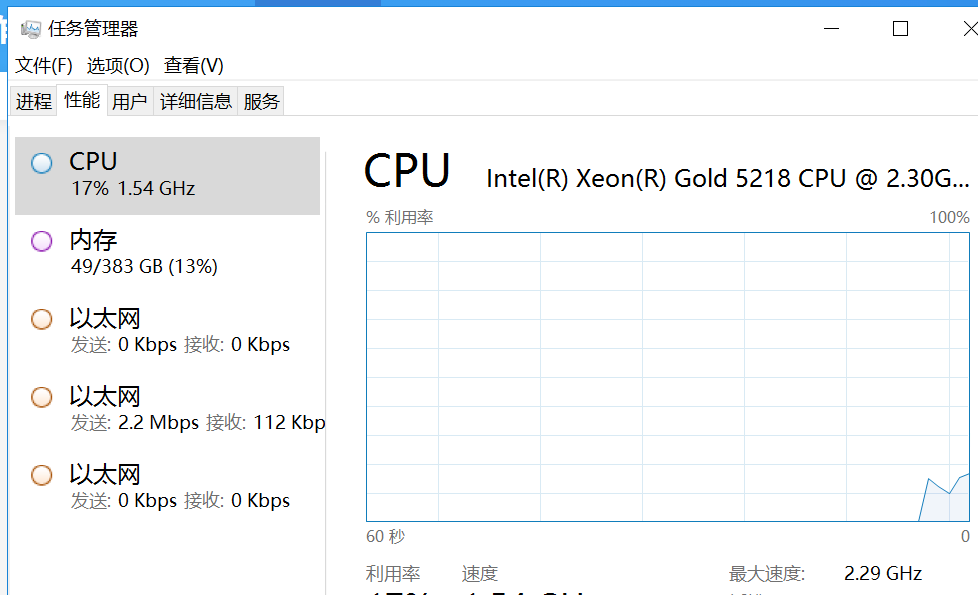 任务管理器
文件(F) 选项(O) 查看(V)
进程 性能 用户 详细信息 服务
CPU
17% 1.54 GHz
内存
49/383 GB (13%)
以太网
发送: 0 Kbps 接收: 0 Kbps
以太网
发送: 2.2 Mbps 接收: 112 Kbp
以太网
发送: 0 Kbps 接收: 0 Kbps
CPU Intel(R) Xeon(R) Gold 5218 CPU @ 2.30G...
% 利用率 100%
60 秒 0
利用率 速度 最大速度: 2.29 GHz